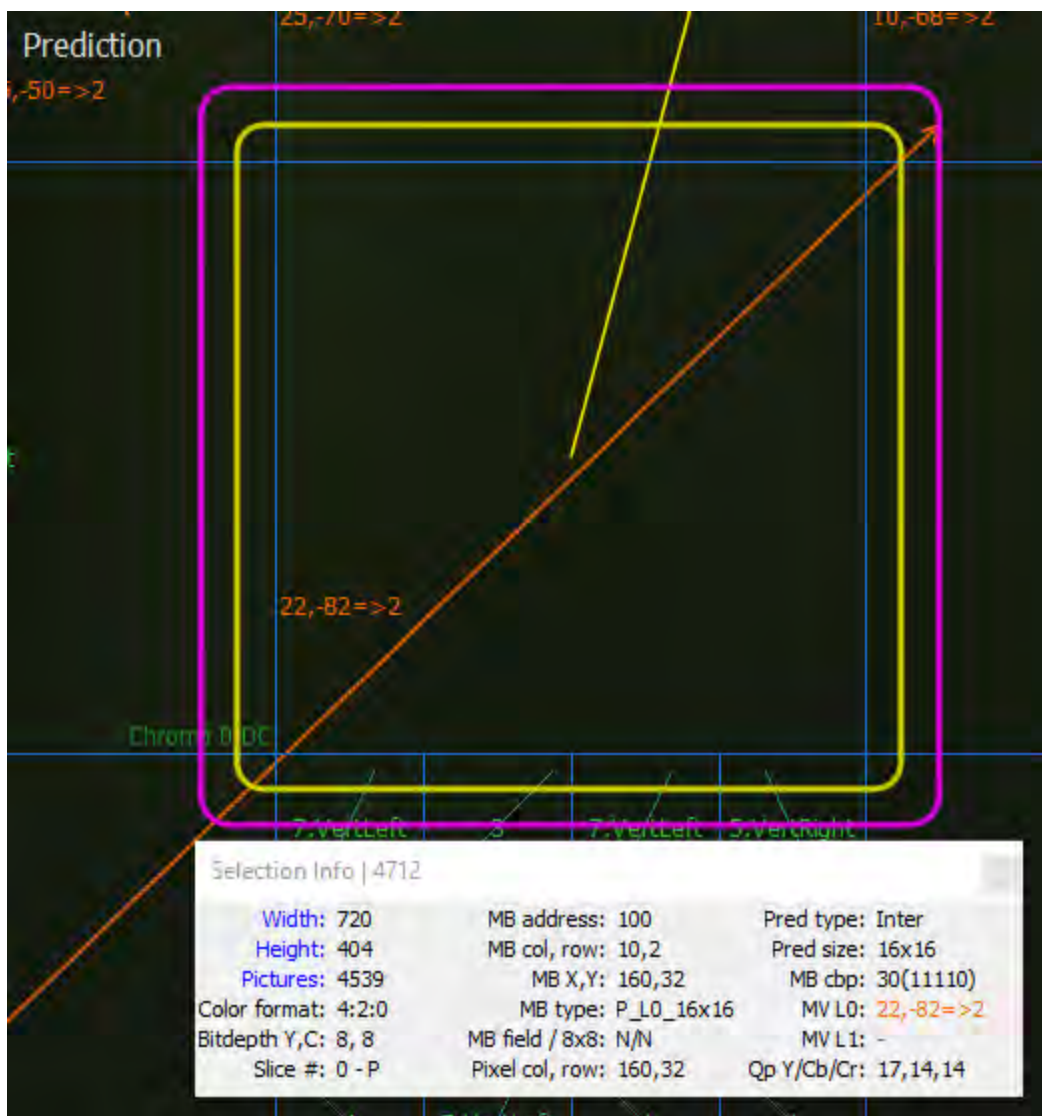 25,-70=>2
10,-68=>2
Prediction
,-50=>2
22,-82=>2
Chroma D:DC
7:VertLeft
3
7:VertLeft
5:VertRight
Selection Info | 4712
Width: 720
MB address: 100
Pred type: Inter
Height: 404
MB col, row: 10,2
Pred size: 16x16
Pictures: 4539
MB X,Y: 160,32
MB cbp: 30(11110)
Color format: 4:2:0
MB type: P_L0_16x16
MV L0: 22,-82=>2
Bitdepth Y,C: 8, 8
MB field / 8x8: N/N
MV L1: -
Slice #: 0 - P
Pixel col, row: 160,32
Qp Y/Cb/Cr: 17,14,14